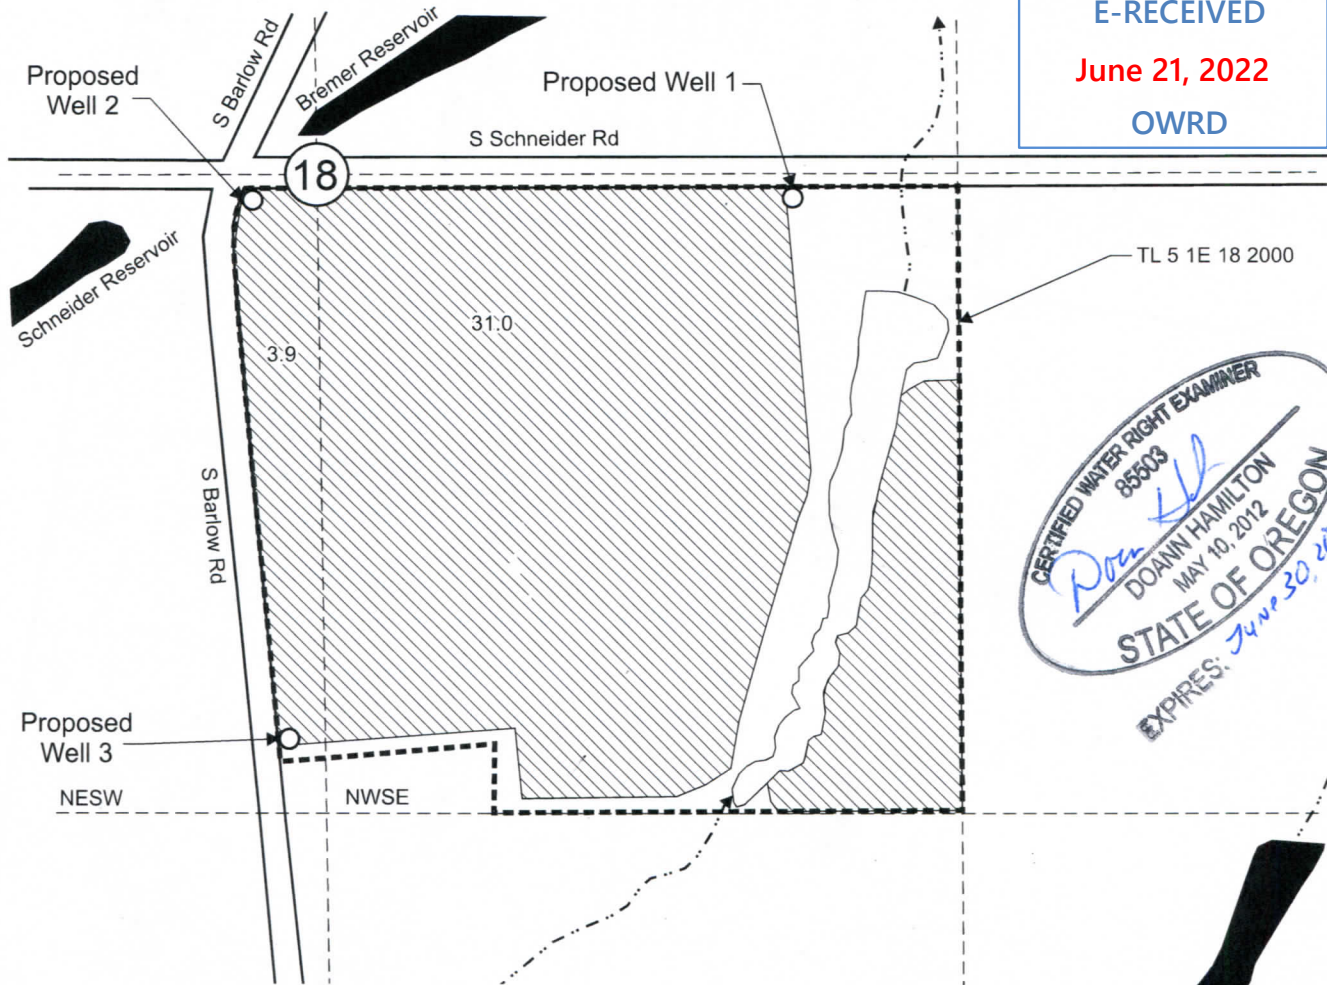 E-RECEIVED
June 21, 2022
OWRD
Proposed
Well 2
S Barlow Rd
Bremer Reservoir
Proposed Well 1
S Schneider Rd
18
Schneider Reservoir
TL 5 1E 18 2000
31.0
3.9
S Barlow Rd
CERTIFIED WATER RIGHT EXAMINER
85503
DOANN HAMILTON
MAY 10, 2012
STATE OF OREGON
EXPIRES: June 30,
Proposed
Well 3
NESW
NWSE